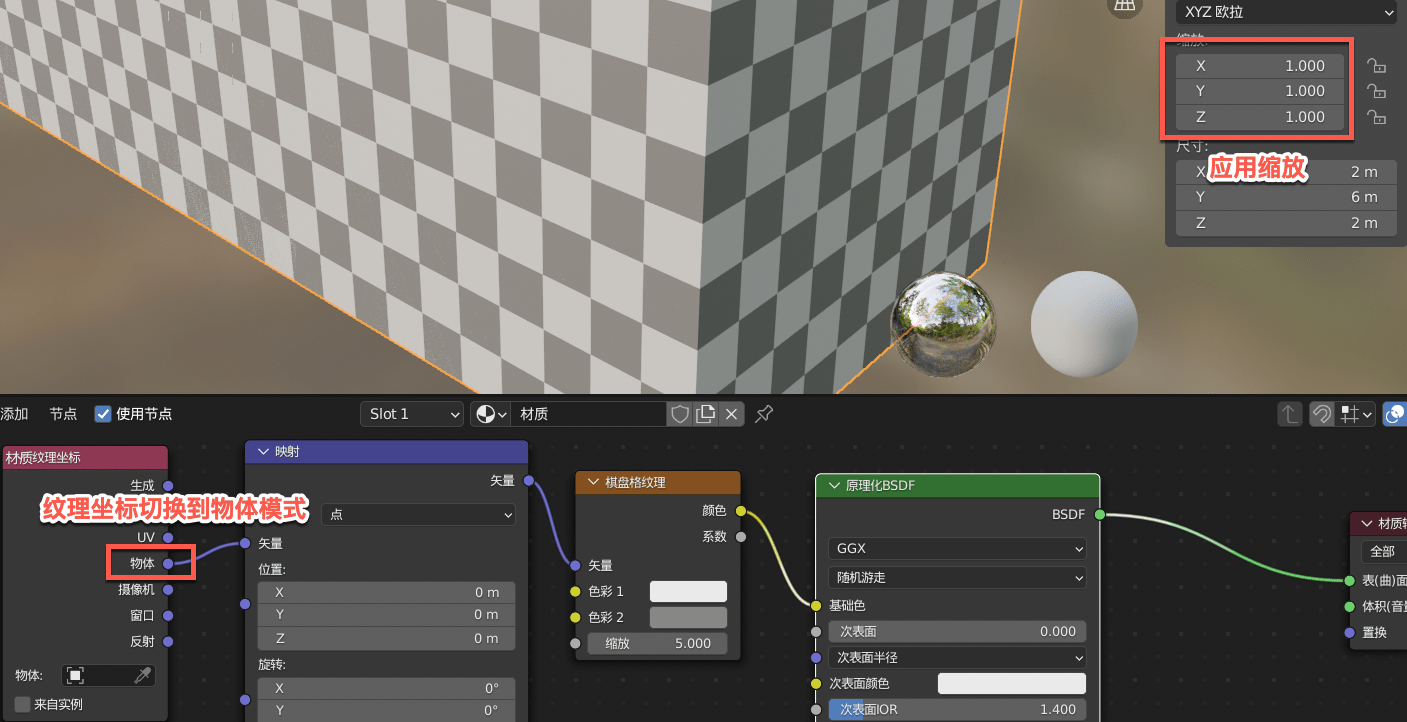 XYZ 欧拉
缩放:
X 1.000
Y 1.000
Z 1.000
尺寸:
应用缩放
X 2 m
Y 6 m
Z 2 m
添加 节点 使用节点 Slot 1 材质
材质纹理坐标
生成
纹理坐标切换到物体模式
UV
物体
摄像机
窗口
反射
物体:
来自实例
映射
矢量
点
矢量
位置:
X 0 m
Y 0 m
Z 0 m
旋转:
X 0°
Y 0°
棋盘格纹理
颜色
系数
矢量
色彩 1
色彩 2
缩放 5.000
原理化BSDF
BSDF
GGX
随机游走
基础色
次表面 0.000
次表面半径
次表面颜色
次表面IOR 1.400
材质
全部
表(曲)面
体积(音
置换